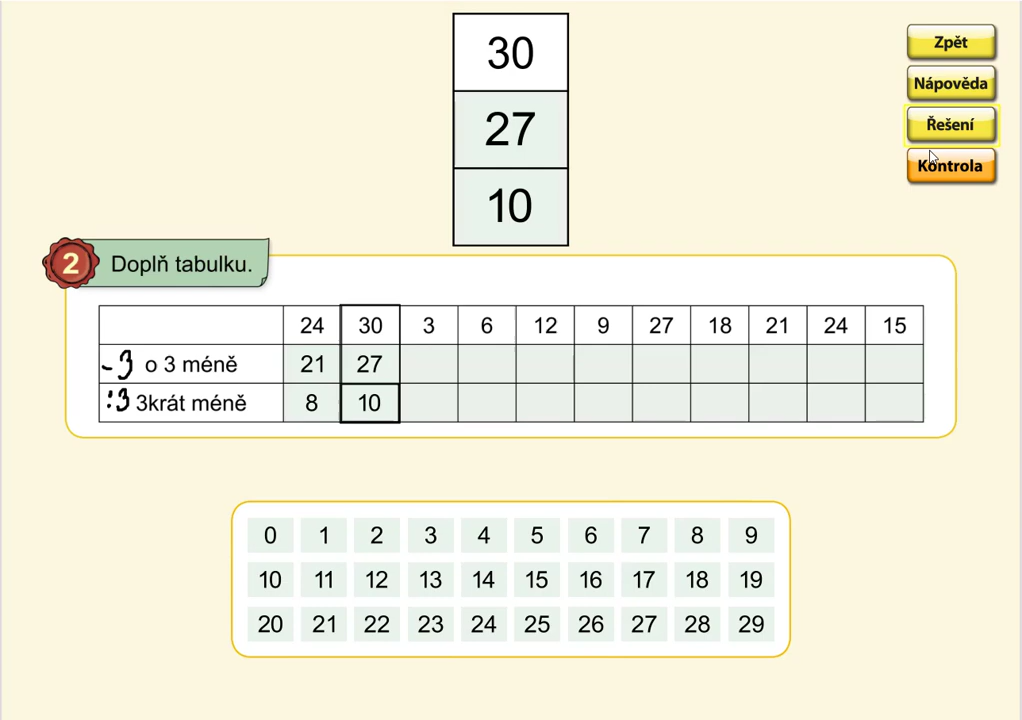 30
27
10
Zpět
Nápověda
Řešení
Kontrola
2 Doplň tabulku.
24 30 3 6 12 9 27 18 21 24 15
-3 o 3 méně 21 27
:3 3krát méně 8 10
0 1 2 3 4 5 6 7 8 9
10 11 12 13 14 15 16 17 18 19
20 21 22 23 24 25 26 27 28 29